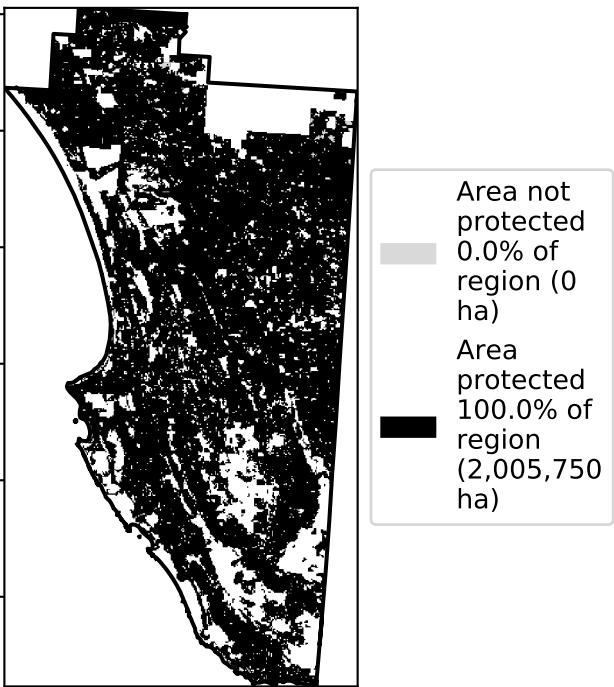 Area not
protected
0.0% of
region (0
ha)
Area
protected
100.0% of
region
(2,005,750
ha)